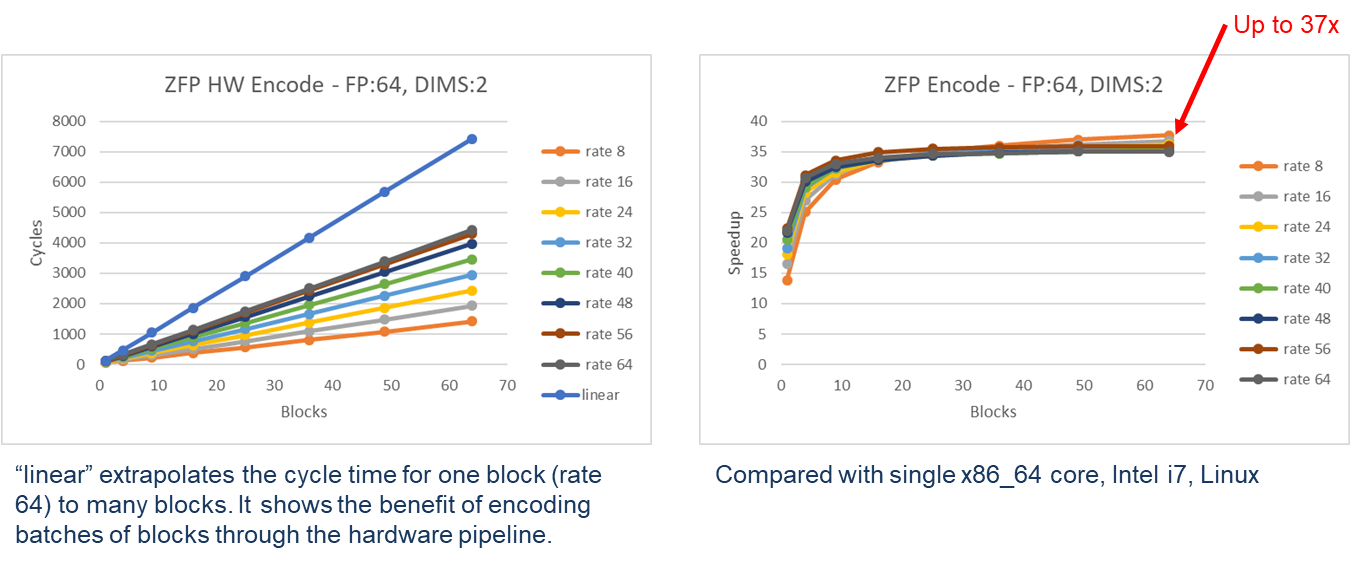 Up to 37x
ZFP HW Encode - FP:64, DIMS:2
8000
7000
6000
5000
4000
3000
2000
1000
0
Cycles
0 10 20 30 40 50 60 70
Blocks
rate 8
rate 16
rate 24
rate 32
rate 40
rate 48
rate 56
rate 64
linear
ZFP Encode - FP:64, DIMS:2
40
35
30
25
20
15
10
5
0
Speedup
0 10 20 30 40 50 60 70
Blocks
rate 8
rate 16
rate 24
rate 32
rate 40
rate 48
rate 56
rate 64
“linear” extrapolates the cycle time for one block (rate
64) to many blocks. It shows the benefit of encoding
batches of blocks through the hardware pipeline.
Compared with single x86_64 core, Intel i7, Linux